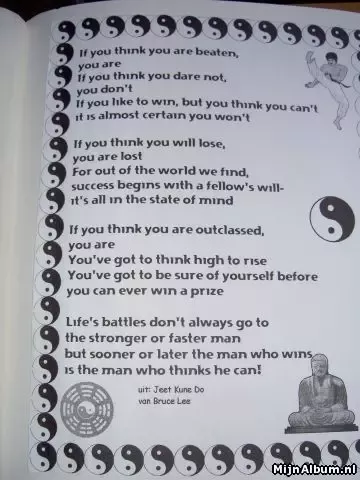 If you think you are beaten,
you are
If you think you dare not,
you don't
If you like to win, but you think you can't
it is almost certain you won't
If you think you will lose,
you are lost
For out of the world we find,
success begins with a fellow's will-
it's all in the state of mind
If you think you are outclassed,
you are
You've got to think high to rise
You've got to be sure of yourself before
you can ever win a prize
Life's battles don't always go to
the stronger or faster man
but sooner or later the man who wins
is the man who thinks he can!
uit: Jeet Kune Do
van Bruce Lee
MijnAlbum.nl